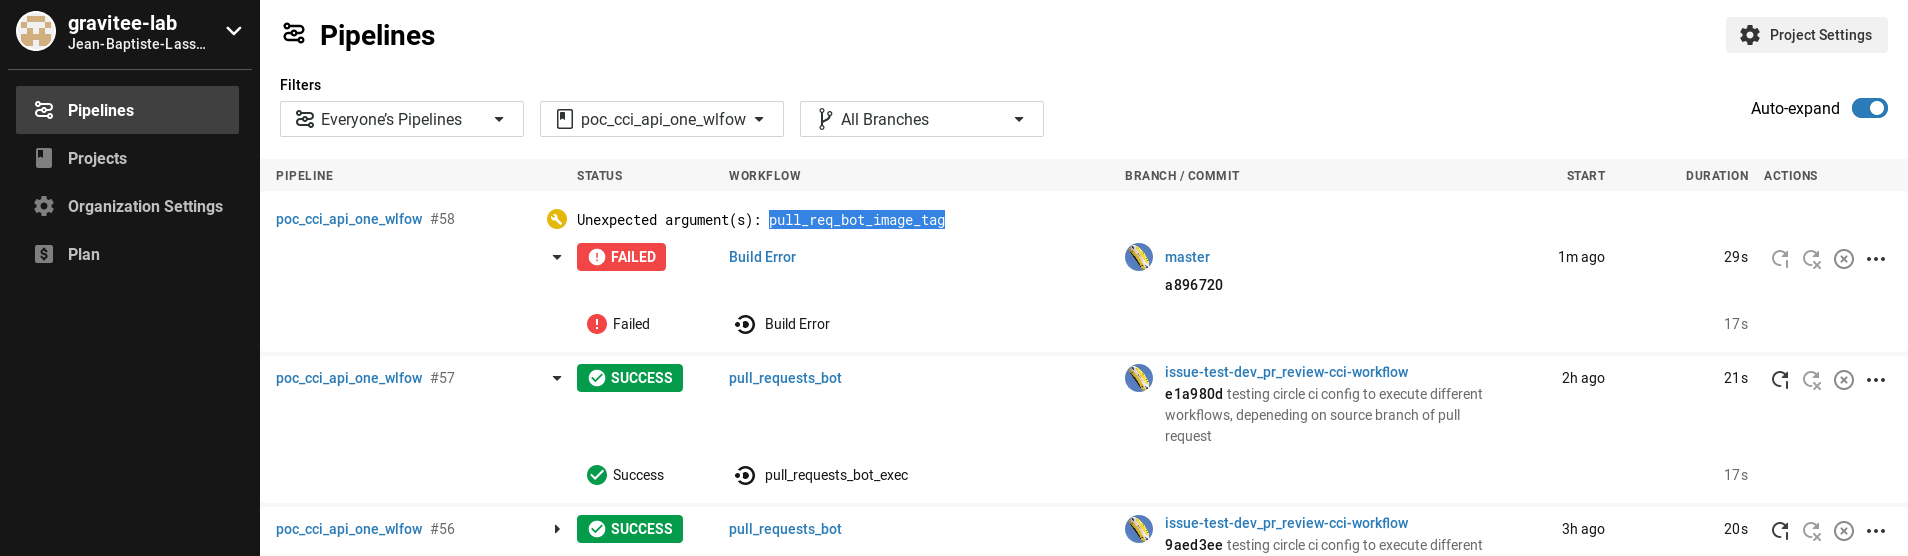 gravitee-lab
Jean-Baptiste-Lass...
Pipelines
Projects
Organization Settings
Plan
Pipelines
Project Settings
Filters
Everyone's Pipelines
poc_cci_api_one_wlfow
All Branches
Auto-expand
PIPELINE STATUS WORKFLOW BRANCH / COMMIT START DURATION ACTIONS
poc_cci_api_one_wlfow #58 Unexpected argument(s): pull_req_bot_image_tag
FAILED Build Error master 1m ago 29s
a896720
Failed Build Error 17s
poc_cci_api_one_wlfow #57 SUCCESS pull_requests_bot issue-test-dev_pr_review-cci-workflow 2h ago 21s
e1a980d testing circle ci config to execute different
workflows, depeneding on source branch of pull
request
Success pull_requests_bot_exec 17s
poc_cci_api_one_wlfow #56 SUCCESS pull_requests_bot issue-test-dev_pr_review-cci-workflow 3h ago 20s
9aed3ee testing circle ci config to execute different